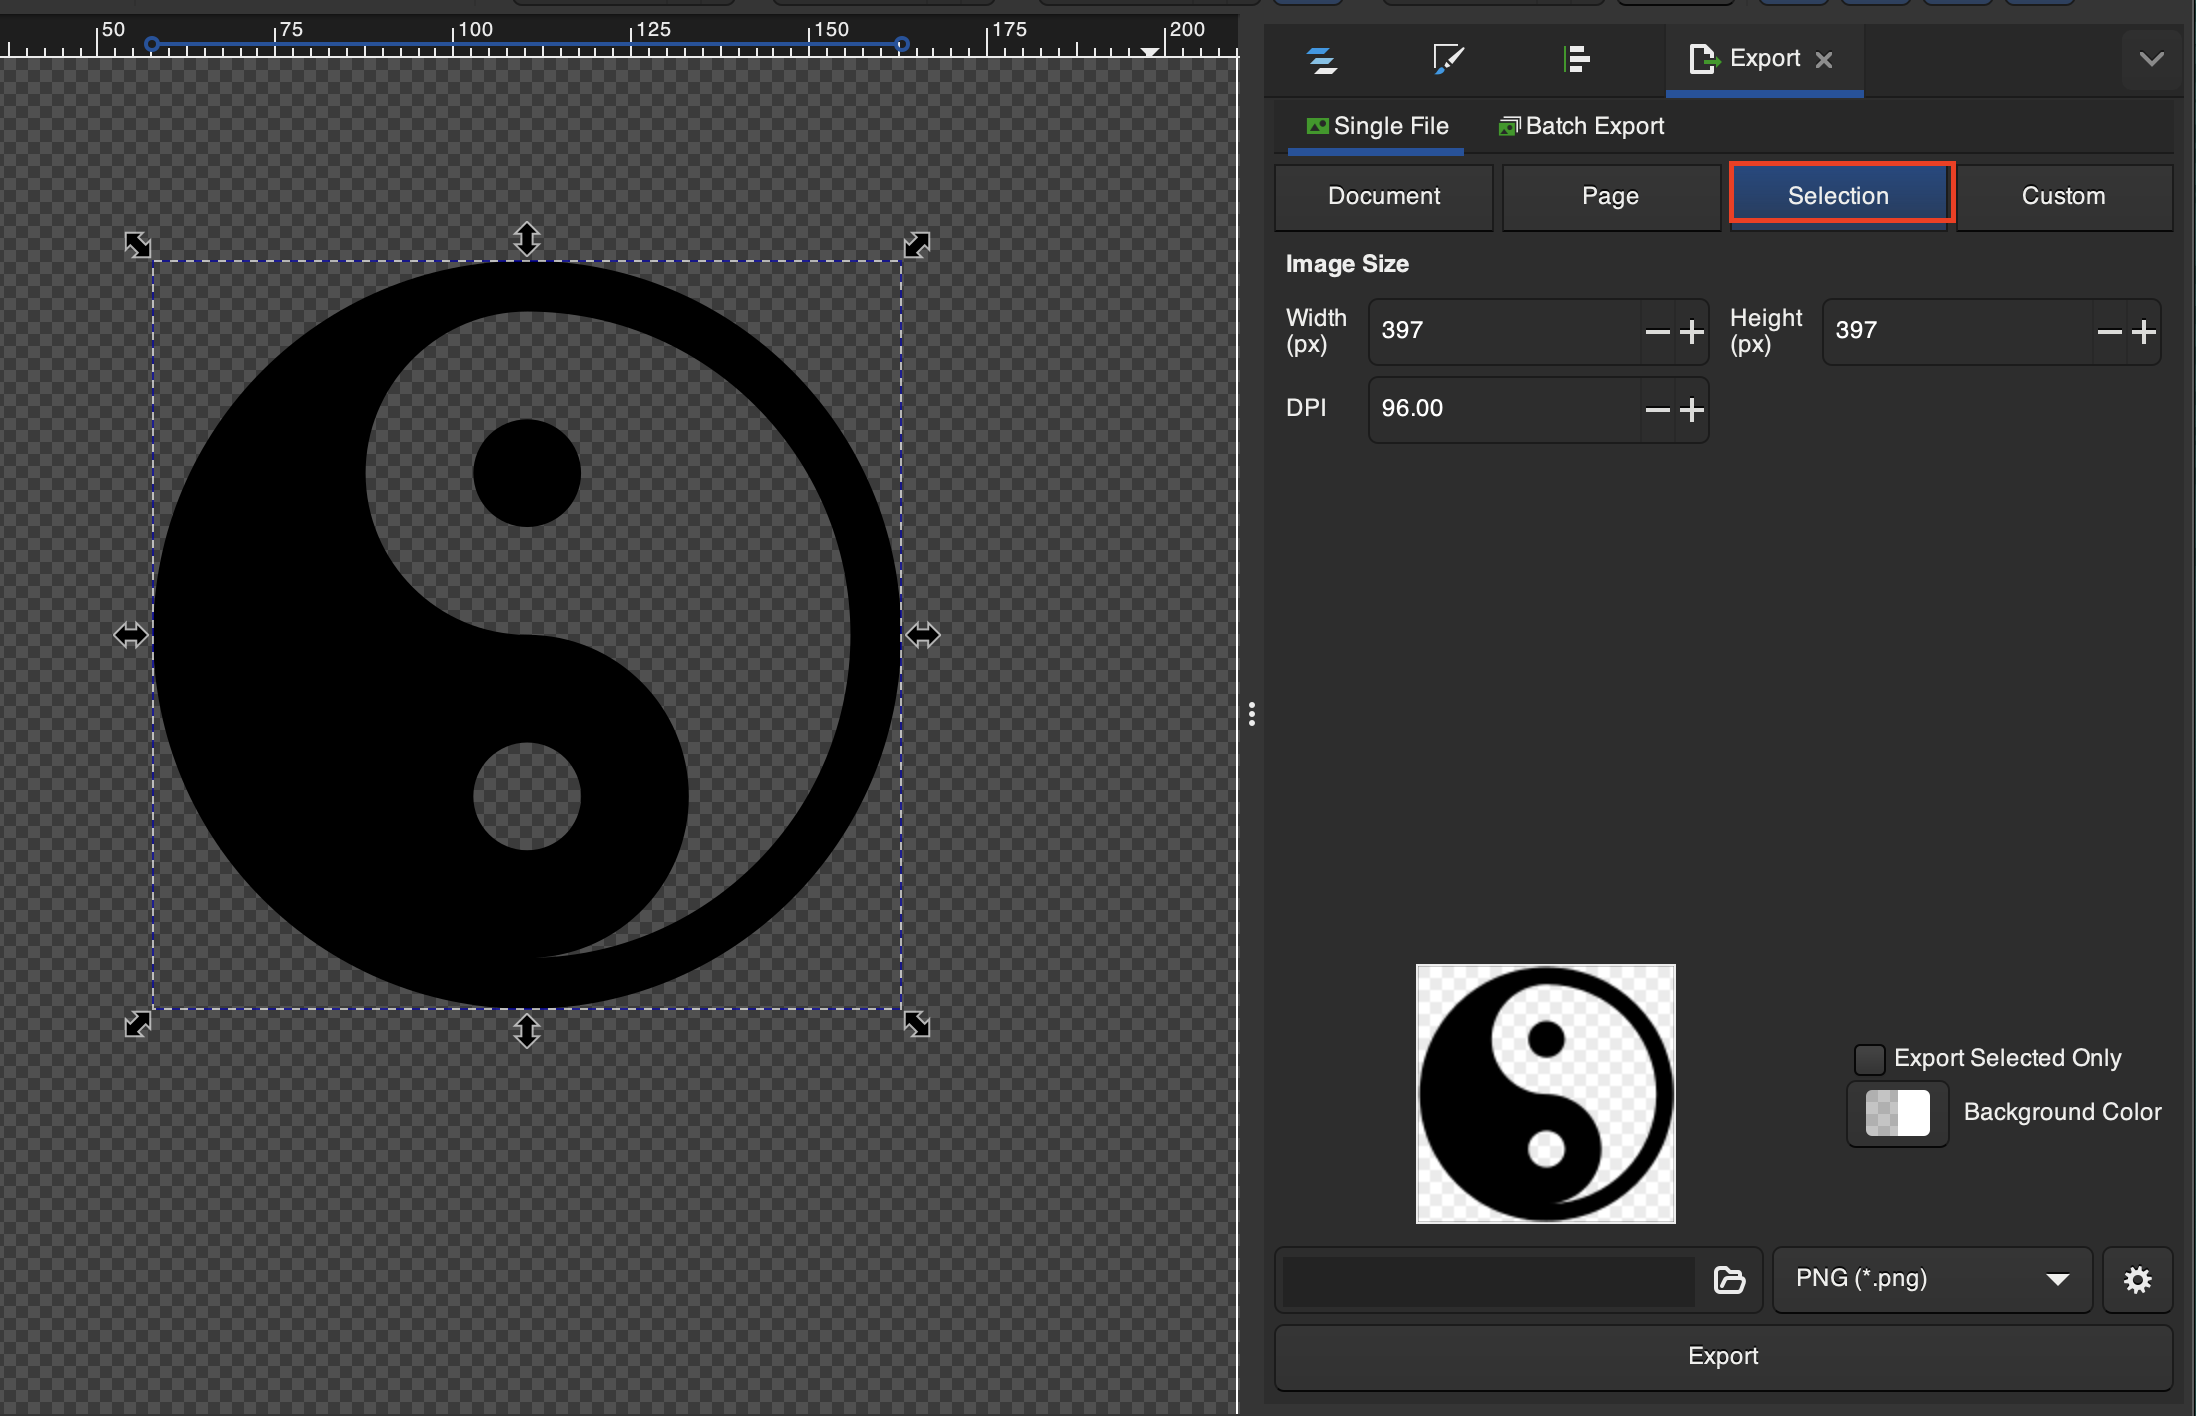 50 75 100 125 150 175 200
Export
Single File Batch Export
Document Page Selection Custom
Image Size
Width (px) 397 Height (px) 397
DPI 96.00
Export Selected Only
Background Color
PNG (*.png)
Export